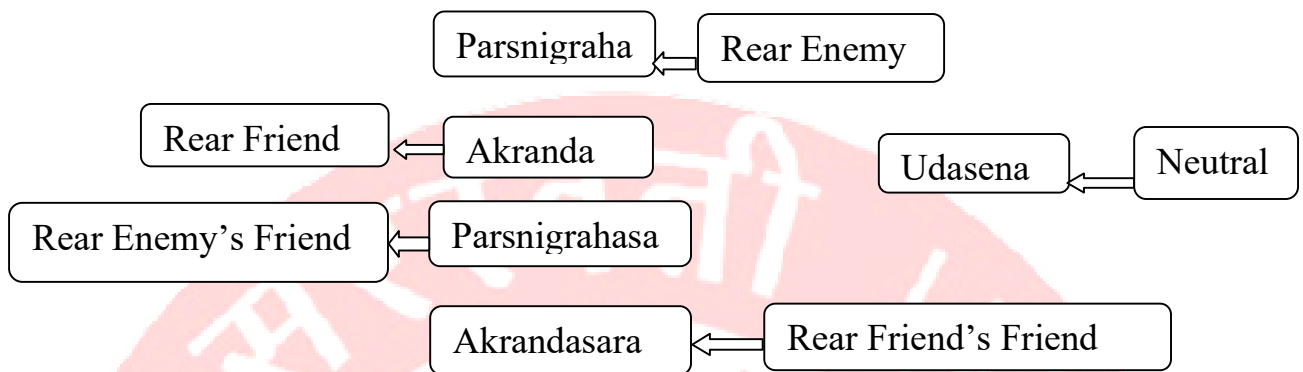 Parsnigraha
Rear Enemy
Rear Friend
Akranda
Udasena
Neutral
Rear Enemy's Friend
Parsnigrahasa
Akrandasara
Rear Friend's Friend